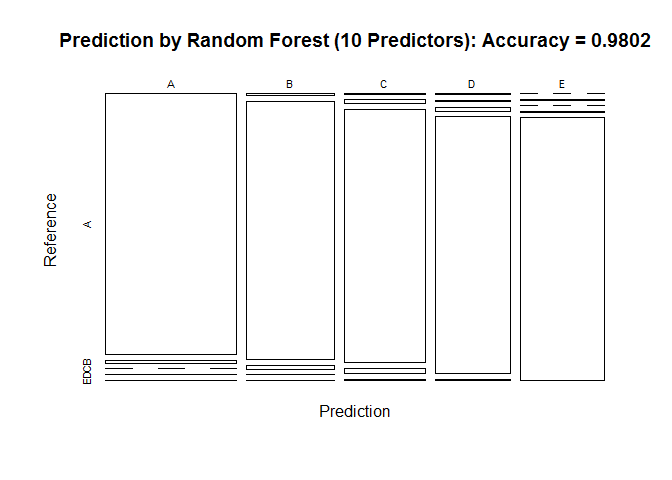 Prediction by Random Forest (10 Predictors): Accuracy = 0.9802
A B C D E
Reference
A
EDCB
Prediction